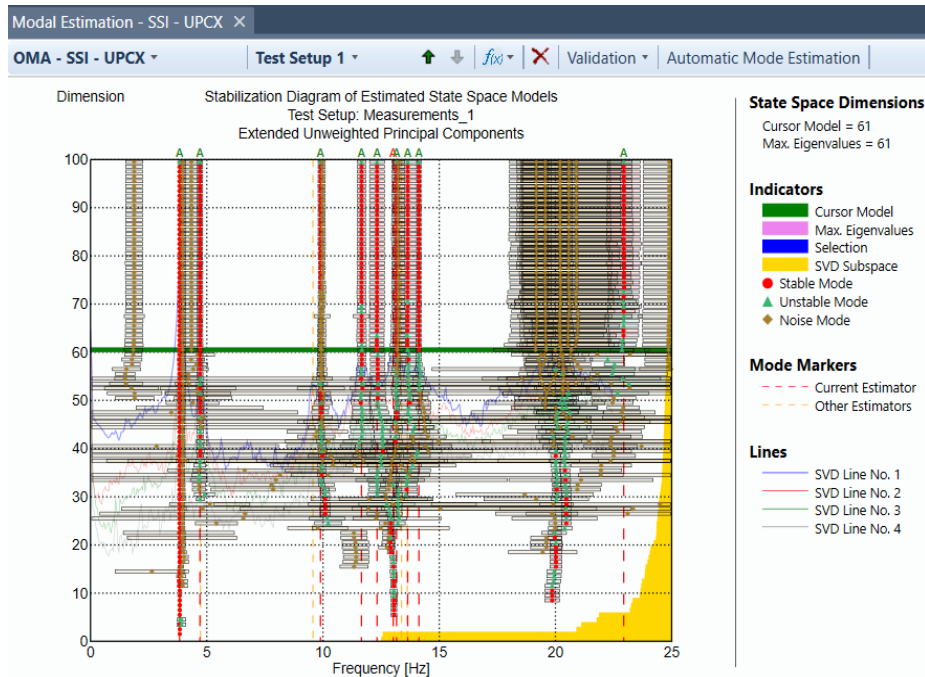 Modal Estimation - SSI - UPCX ×
OMA - SSI - UPCX
Test Setup 1
f(x)
Validation
Automatic Mode Estimation
Dimension
Stabilization Diagram of Estimated State Space Models
Test Setup: Measurements_1
Extended Unweighted Principal Components
A A A A A A A A A A
100
90
80
70
60
50
40
30
20
10
0
0 5 10 15 20 25
Frequency [Hz]
State Space Dimensions
Cursor Model = 61
Max. Eigenvalues = 61
Indicators
Cursor Model
Max. Eigenvalues
Selection
SVD Subspace
Stable Mode
Unstable Mode
Noise Mode
Mode Markers
Current Estimator
Other Estimators
Lines
SVD Line No. 1
SVD Line No. 2
SVD Line No. 3
SVD Line No. 4